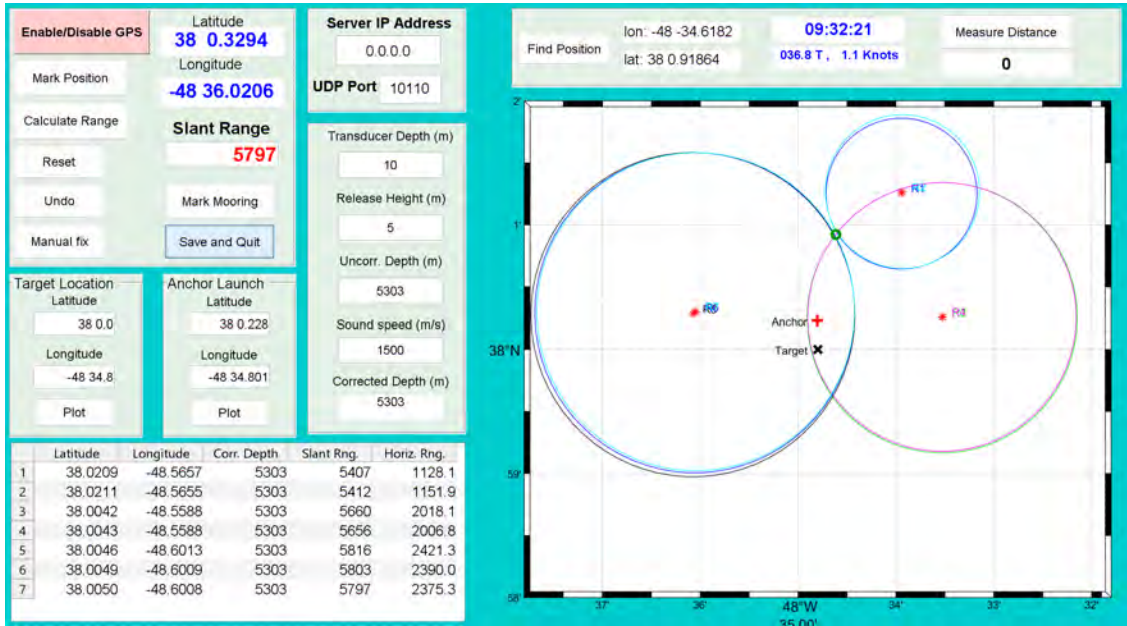 Enable/Disable GPS
Mark Position
Calculate Range
Reset
Undo
Manual fix
Latitude
38 0.3294
Longitude
-48 36.0206
Slant Range
5797
Mark Mooring
Save and Quit
Server IP Address
0.0.0.0
UDP Port 10110
Target Location
Latitude
38 0.0
Longitude
-48 34.8
Plot
Anchor Launch
Latitude
38 0.228
Longitude
-48 34.801
Plot
Transducer Depth (m)
10
Release Height (m)
5
Uncorr. Depth (m)
5303
Sound speed (m/s)
1500
Corrected Depth (m)
5303
Latitude Longitude Corr. Depth Slant Rng. Horiz. Rng.
1 38.0209 -48.5657 5303 5407 1128.1
2 38.0211 -48.5655 5303 5412 1151.9
3 38.0042 -48.5588 5303 5660 2018.1
4 38.0043 -48.5588 5303 5656 2006.8
5 38.0046 -48.6013 5303 5816 2421.3
6 38.0049 -48.6009 5303 5803 2390.0
7 38.0050 -48.6008 5303 5797 2375.3
Find Position
lon: -48 -34.6182
lat: 38 0.91864
09:32:21
036.8 T , 1.1 Knots
Measure Distance
0
2'
1'
38°N
59'
58'
Anchor
Target
37' 36' 48°W 34' 33' 32'
35.00'